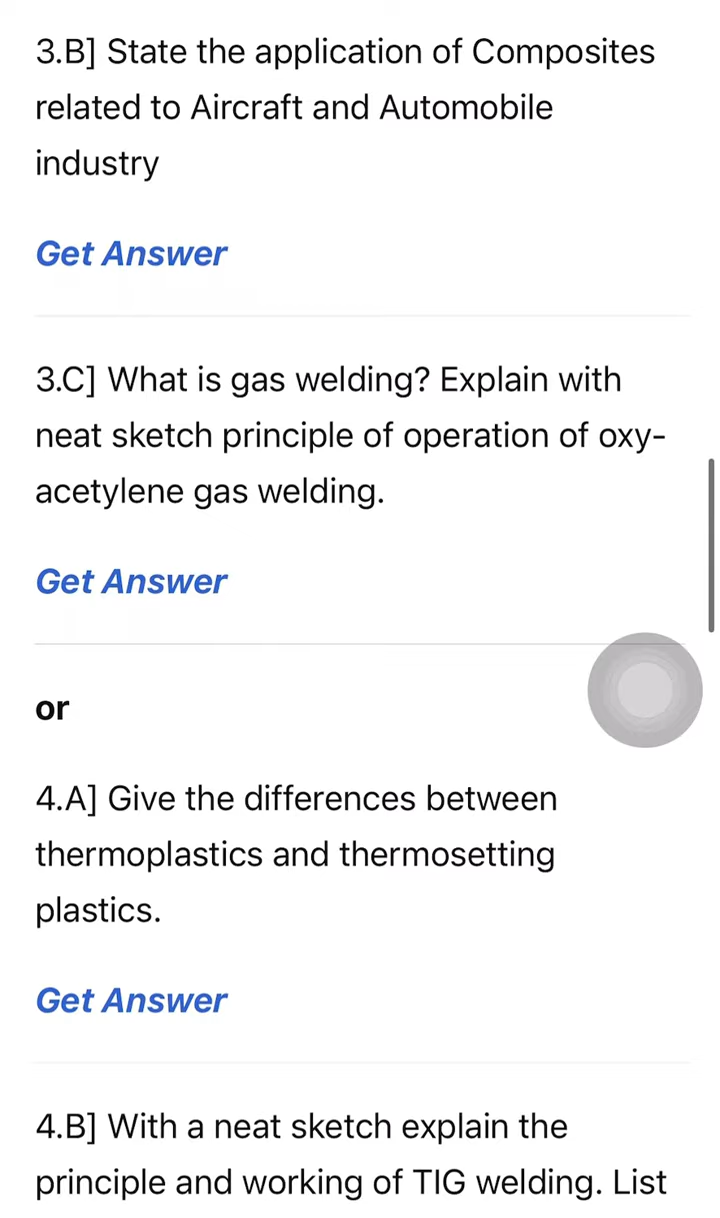 3.B] State the application of Composites
related to Aircraft and Automobile
industry
Get Answer
3.C] What is gas welding? Explain with
neat sketch principle of operation of oxy-
acetylene gas welding.
Get Answer
or
4.A] Give the differences between
thermoplastics and thermosetting
plastics.
Get Answer
4.B] With a neat sketch explain the
principle and working of TIG welding. List